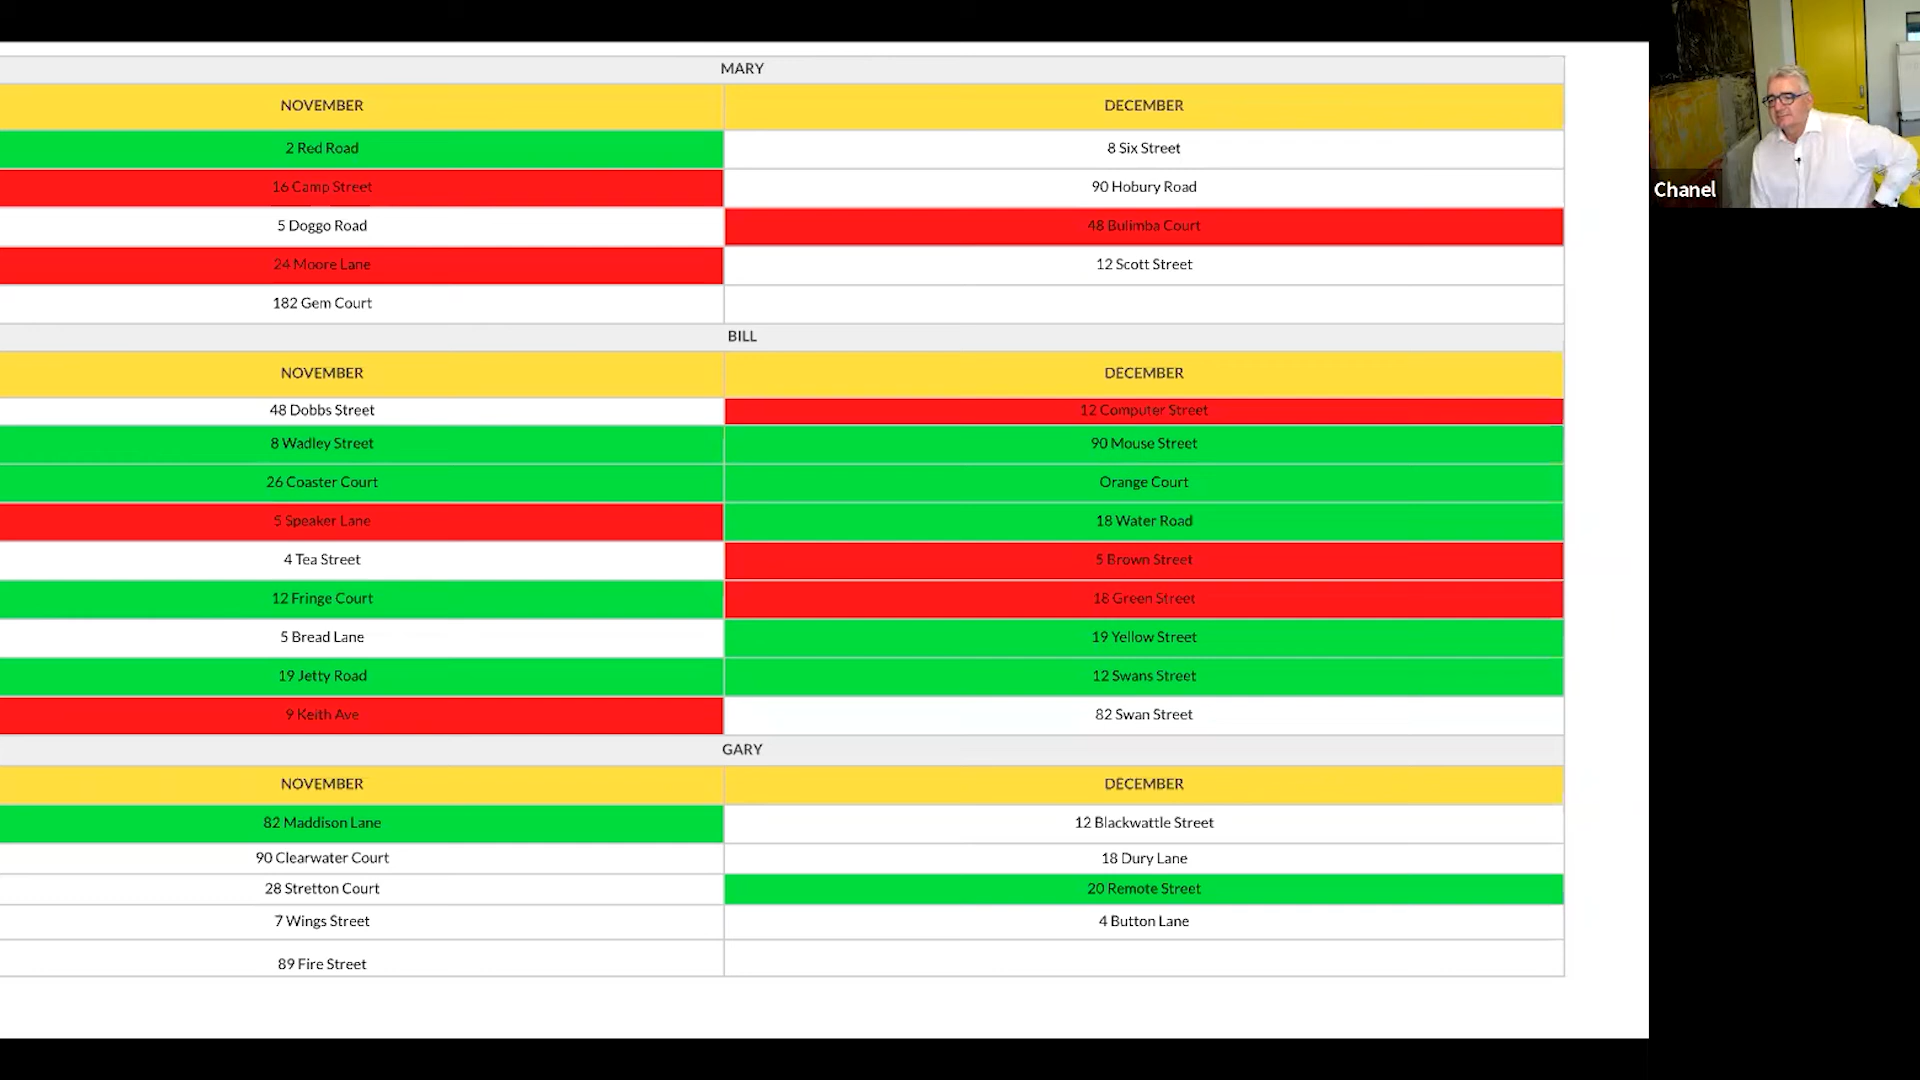 MARY
NOVEMBER DECEMBER
2 Red Road 8 Six Street
16 Camp Street 90 Hobury Road
5 Doggo Road 48 Bulimba Court
24 Moore Lane 12 Scott Street
182 Gem Court
BILL
NOVEMBER DECEMBER
48 Dobbs Street 12 Computer Street
8 Wadley Street 90 Mouse Street
26 Coaster Court Orange Court
5 Speaker Lane 18 Water Road
4 Tea Street 5 Brown Street
12 Fringe Court 18 Green Street
5 Bread Lane 19 Yellow Street
19 Jetty Road 12 Swans Street
9 Keith Ave 82 Swan Street
GARY
NOVEMBER DECEMBER
82 Maddison Lane 12 Blackwattle Street
90 Clearwater Court 18 Dury Lane
28 Stretton Court 20 Remote Street
7 Wings Street 4 Button Lane
89 Fire Street
Chanel